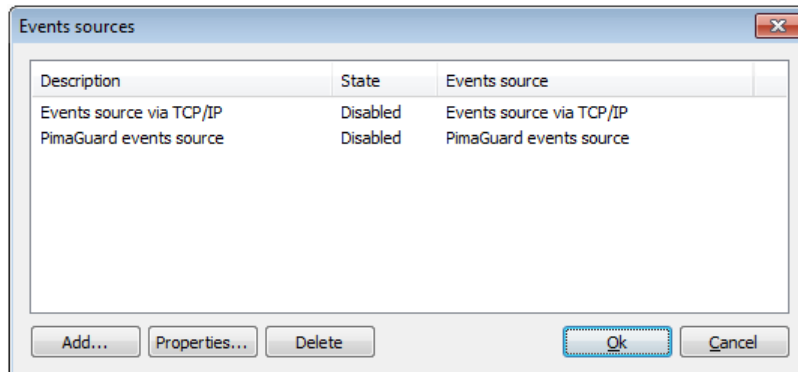 Events sources
Description State Events source
Events source via TCP/IP Disabled Events source via TCP/IP
PimaGuard events source Disabled PimaGuard events source
Add... Properties... Delete Ok Cancel